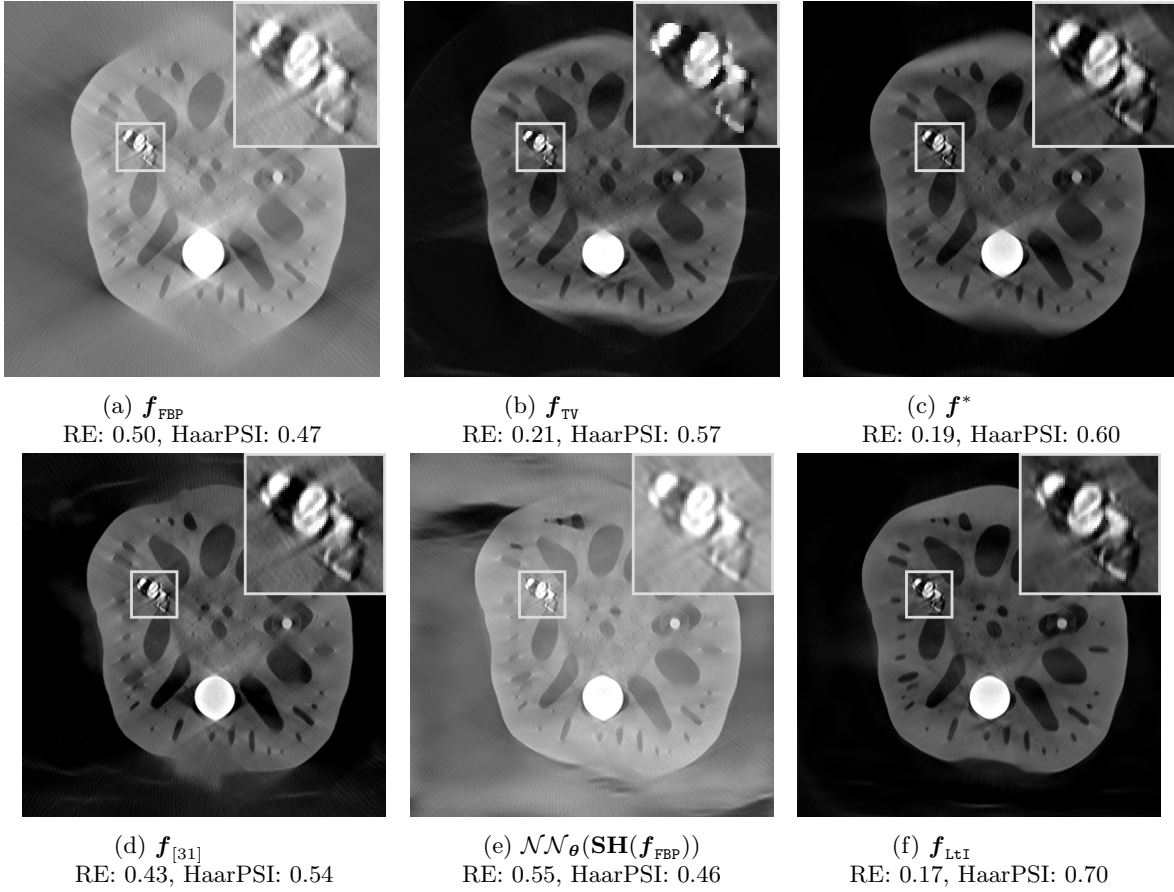 (a) f_FBP
RE: 0.50, HaarPSI: 0.47
(b) f_TV
RE: 0.21, HaarPSI: 0.57
(c) f*
RE: 0.19, HaarPSI: 0.60
(d) f_[31]
RE: 0.43, HaarPSI: 0.54
(e) 𝒩𝒩_θ(SH(f_FBP))
RE: 0.55, HaarPSI: 0.46
(f) f_LtI
RE: 0.17, HaarPSI: 0.70